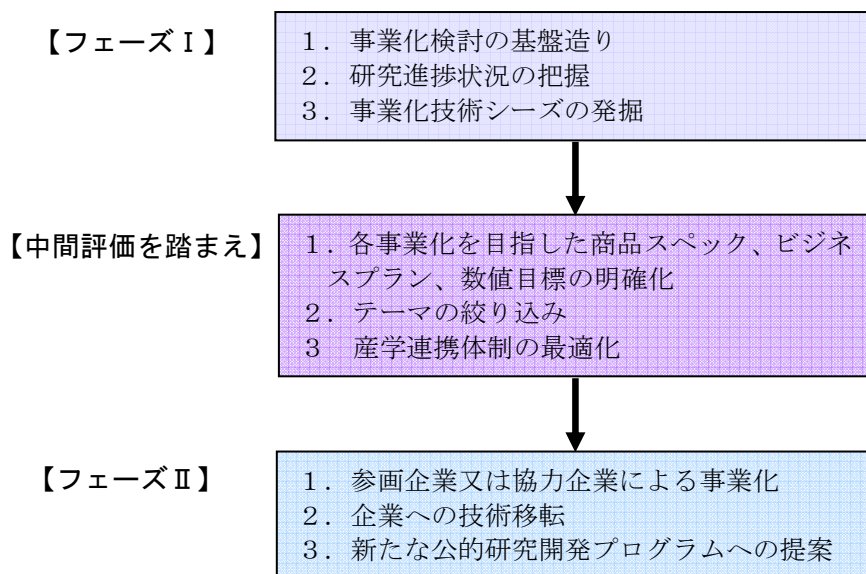 【フェーズⅠ】
１．事業化検討の基盤造り
２．研究進捗状況の把握
３．事業化技術シーズの発掘
【中間評価を踏まえ】
１．各事業化を目指した商品スペック、ビジネ
スプラン、数値目標の明確化
２．テーマの絞り込み
３　産学連携体制の最適化
【フェーズⅡ】
１．参画企業又は協力企業による事業化
２．企業への技術移転
３．新たな公的研究開発プログラムへの提案